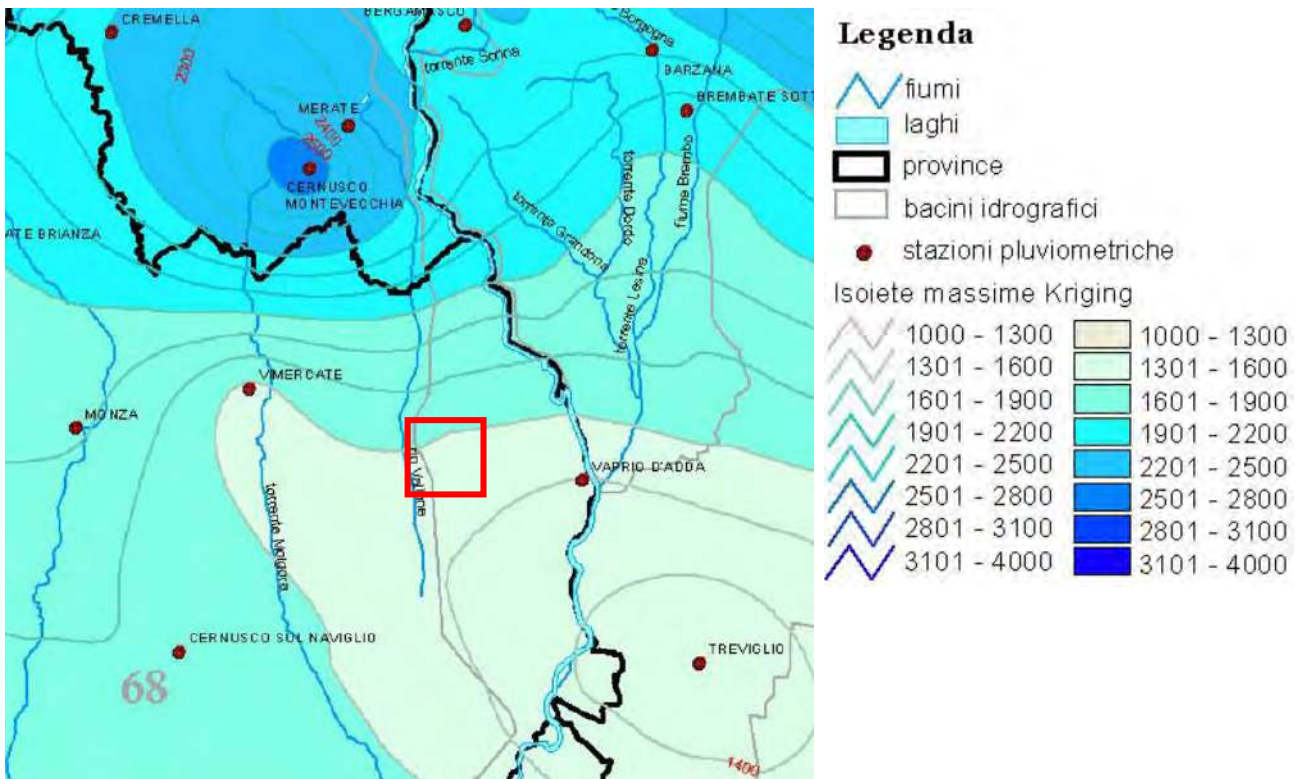 CREMELLA
BERGAMASCO
Borgogna
torrente Sonna
BARZANA
2300
BREMBATE SOTT
MERATE
2400
2500
CERNUSCO
MONTEVECCHIA
torrente Dordo
fiume Brembo
torrente Grandone
ATE BRIANZA
torrente Lesina
VIMERCATE
MONZA
VAPRIO D'ADDA
torrente Molgora
CERNUSCO SUL NAVIGLIO
TREVIGLIO
68
1400
Legenda
fiumi
laghi
province
bacini idrografici
stazioni pluviometriche
Isoiete massime Kriging
1000 - 1300 1000 - 1300
1301 - 1600 1301 - 1600
1601 - 1900 1601 - 1900
1901 - 2200 1901 - 2200
2201 - 2500 2201 - 2500
2501 - 2800 2501 - 2800
2801 - 3100 2801 - 3100
3101 - 4000 3101 - 4000